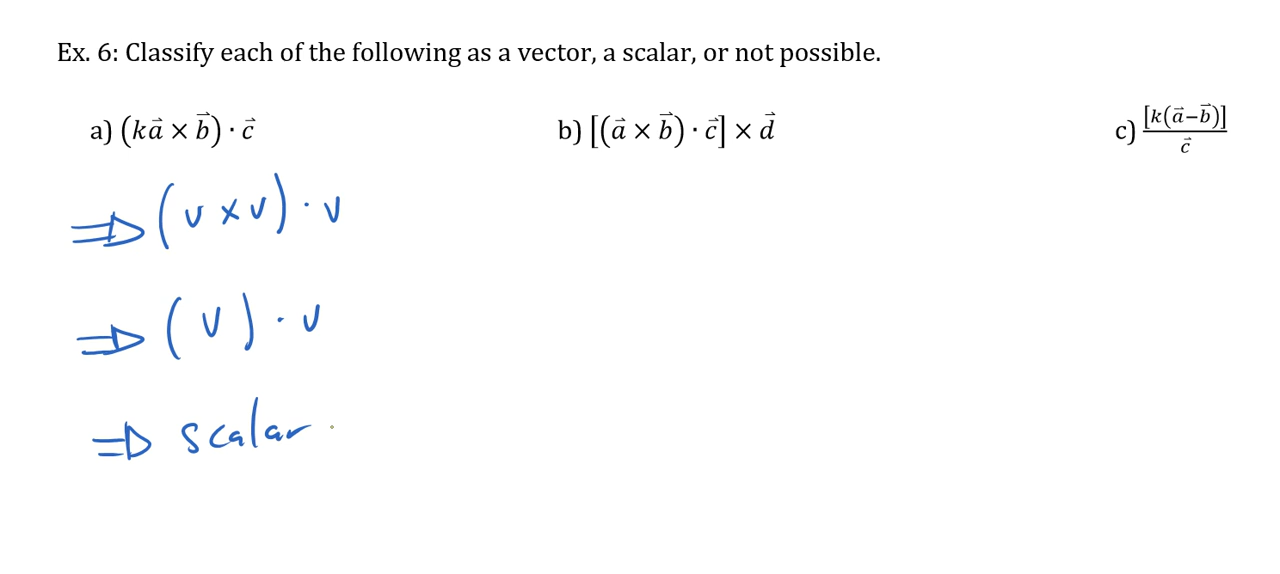 Ex. 6: Classify each of the following as a vector, a scalar, or not possible.
a) (ka⃗ × b⃗) · c⃗
b) [(a⃗ × b⃗) · c⃗] × d⃗
c) [k(a⃗−b⃗)] / c⃗
⇒ (v × v) · v
⇒ (v) · v
⇒ scalar